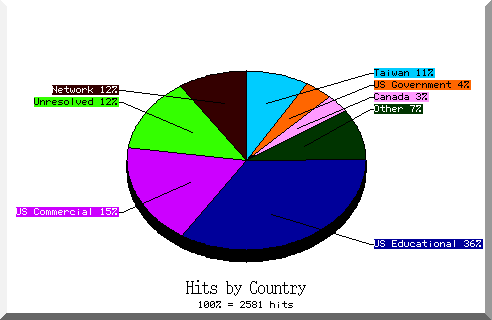 Taiwan 11%
US Government 4%
Network 12%
Canada 3%
Unresolved 12%
Other 7%
US Commercial 15%
US Educational 36%
Hits by Country
100% = 2581 hits